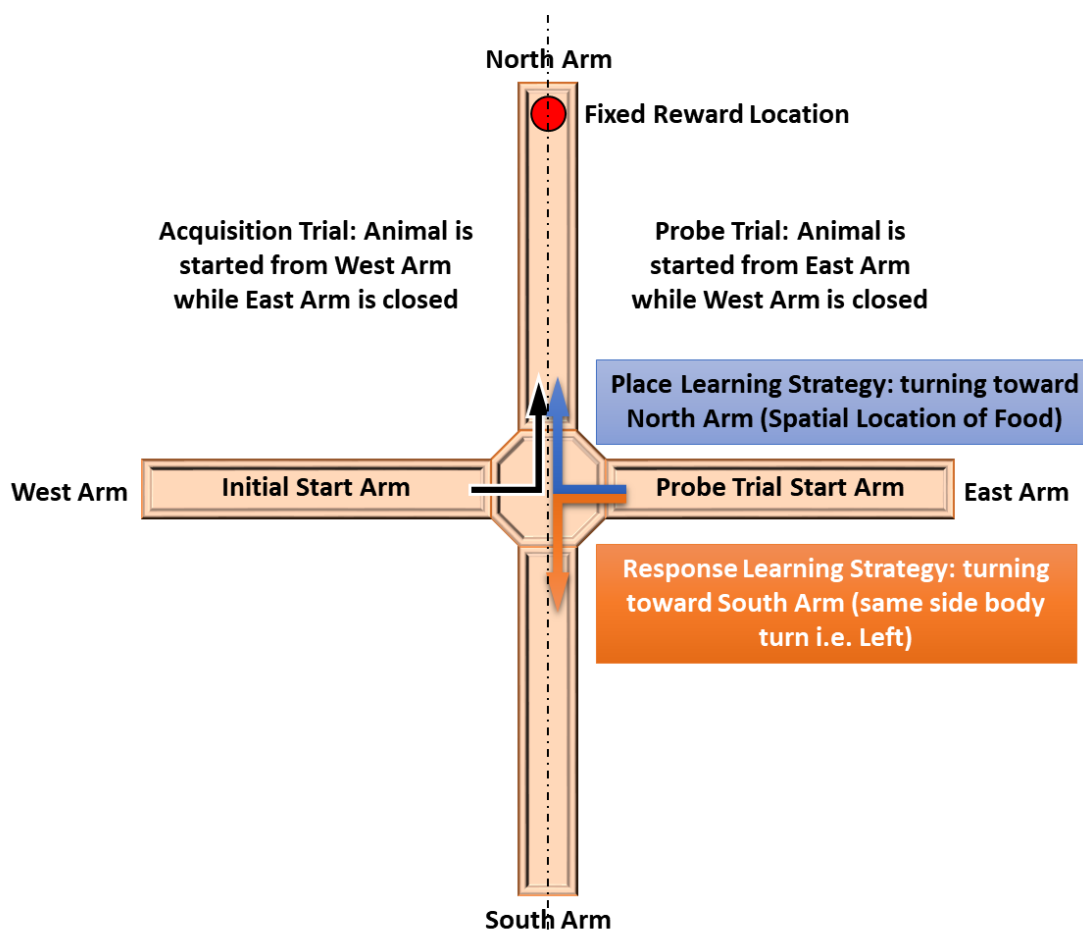 North Arm
Fixed Reward Location
Acquisition Trial: Animal is
started from West Arm
while East Arm is closed
Probe Trial: Animal is
started from East Arm
while West Arm is closed
Place Learning Strategy: turning toward
North Arm (Spatial Location of Food)
West Arm
Initial Start Arm
Probe Trial Start Arm
East Arm
Response Learning Strategy: turning
toward South Arm (same side body
turn i.e. Left)
South Arm